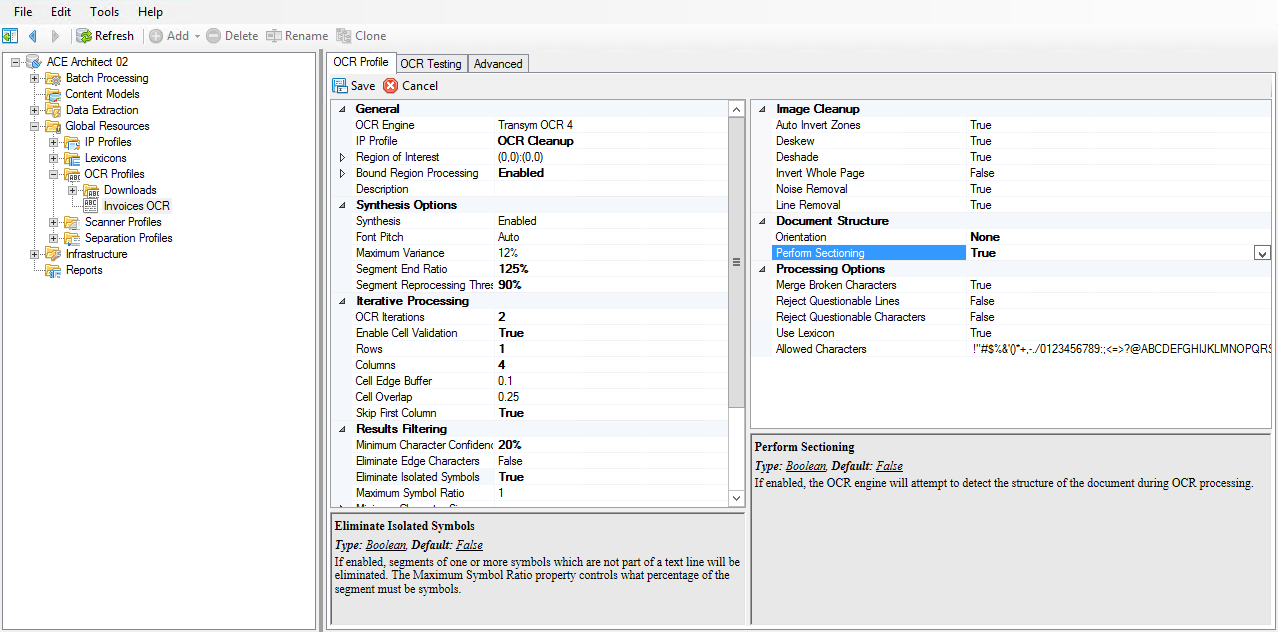 File Edit Tools Help
Refresh Add Delete Rename Clone
ACE Architect 02
Batch Processing
Content Models
Data Extraction
Global Resources
IP Profiles
Lexicons
OCR Profiles
Downloads
Invoices OCR
Scanner Profiles
Separation Profiles
Infrastructure
Reports
OCR Profile OCR Testing Advanced
Save Cancel
General
OCR Engine Transym OCR 4
IP Profile OCR Cleanup
Region of Interest (0,0):(0,0)
Bound Region Processing Enabled
Description
Synthesis Options
Synthesis Enabled
Font Pitch Auto
Maximum Variance 12%
Segment End Ratio 125%
Segment Reprocessing Thres 90%
Iterative Processing
OCR Iterations 2
Enable Cell Validation True
Rows 1
Columns 4
Cell Edge Buffer 0.1
Cell Overlap 0.25
Skip First Column True
Results Filtering
Minimum Character Confidenc 20%
Eliminate Edge Characters False
Eliminate Isolated Symbols True
Maximum Symbol Ratio 1
Eliminate Isolated Symbols
Type: Boolean, Default: False
If enabled, segments of one or more symbols which are not part of a text line will be
eliminated. The Maximum Symbol Ratio property controls what percentage of the
segment must be symbols.
Image Cleanup
Auto Invert Zones True
Deskew True
Deshade True
Invert Whole Page False
Noise Removal True
Line Removal True
Document Structure
Orientation None
Perform Sectioning True
Processing Options
Merge Broken Characters True
Reject Questionable Lines False
Reject Questionable Characters False
Use Lexicon True
Allowed Characters !"#$%&'()*+,-./0123456789:;<=>?@ABCDEFGHIJKLMNOPQRS
Perform Sectioning
Type: Boolean, Default: False
If enabled, the OCR engine will attempt to detect the structure of the document during OCR processing.